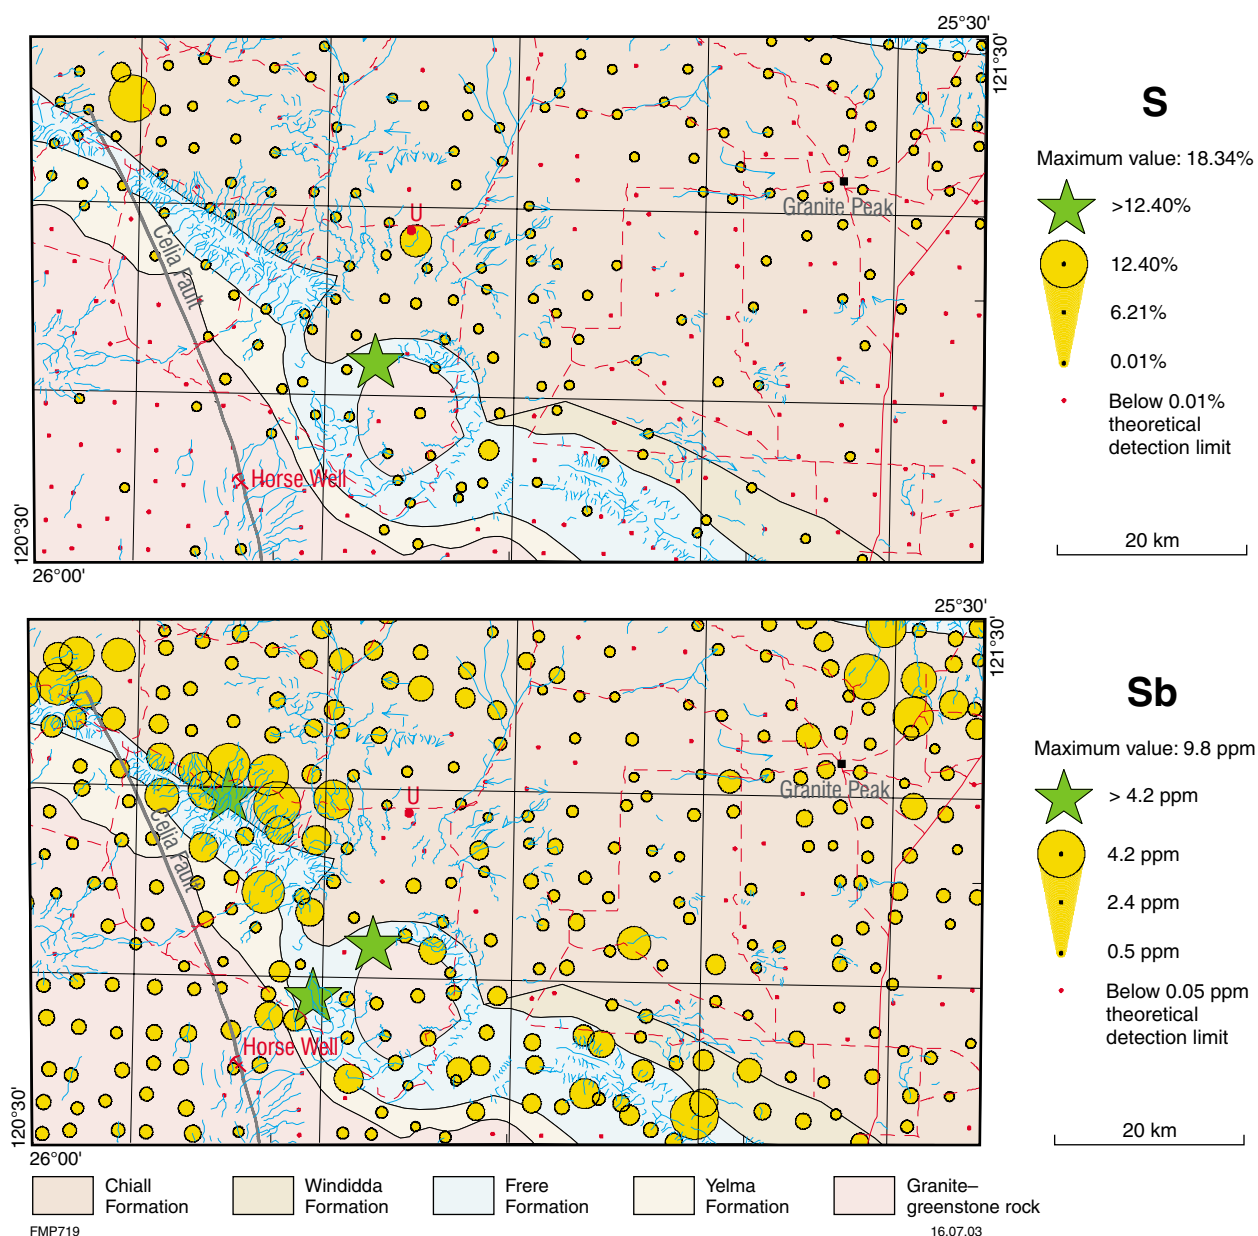 25°30'
121°30'
S
Maximum value: 18.34%
>12.40%
12.40%
6.21%
0.01%
Below 0.01%
theoretical
detection limit
U
Granite Peak
Celia Fault
Horse Well
120°30'
26°00'
20 km
25°30'
121°30'
Sb
Maximum value: 9.8 ppm
> 4.2 ppm
4.2 ppm
2.4 ppm
0.5 ppm
Below 0.05 ppm
theoretical
detection limit
U
Granite Peak
Celia Fault
Horse Well
120°30'
26°00'
20 km
Chiall
Formation
Windidda
Formation
Frere
Formation
Yelma
Formation
Granite–
greenstone rock
FMP719
16.07.03